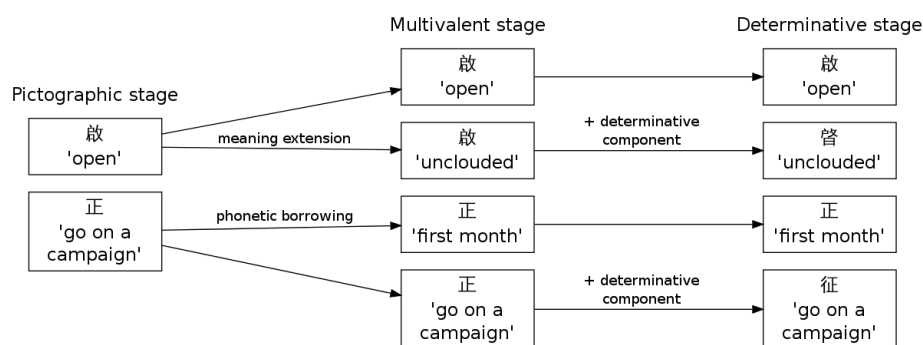 Pictographic stage
啟
'open'
正
'go on a
campaign'
meaning extension
phonetic borrowing
Multivalent stage
啟
'open'
啟
'unclouded'
正
'first month'
正
'go on a
campaign'
+ determinative
component
+ determinative
component
Determinative stage
啟
'open'
晵
'unclouded'
正
'first month'
征
'go on a
campaign'